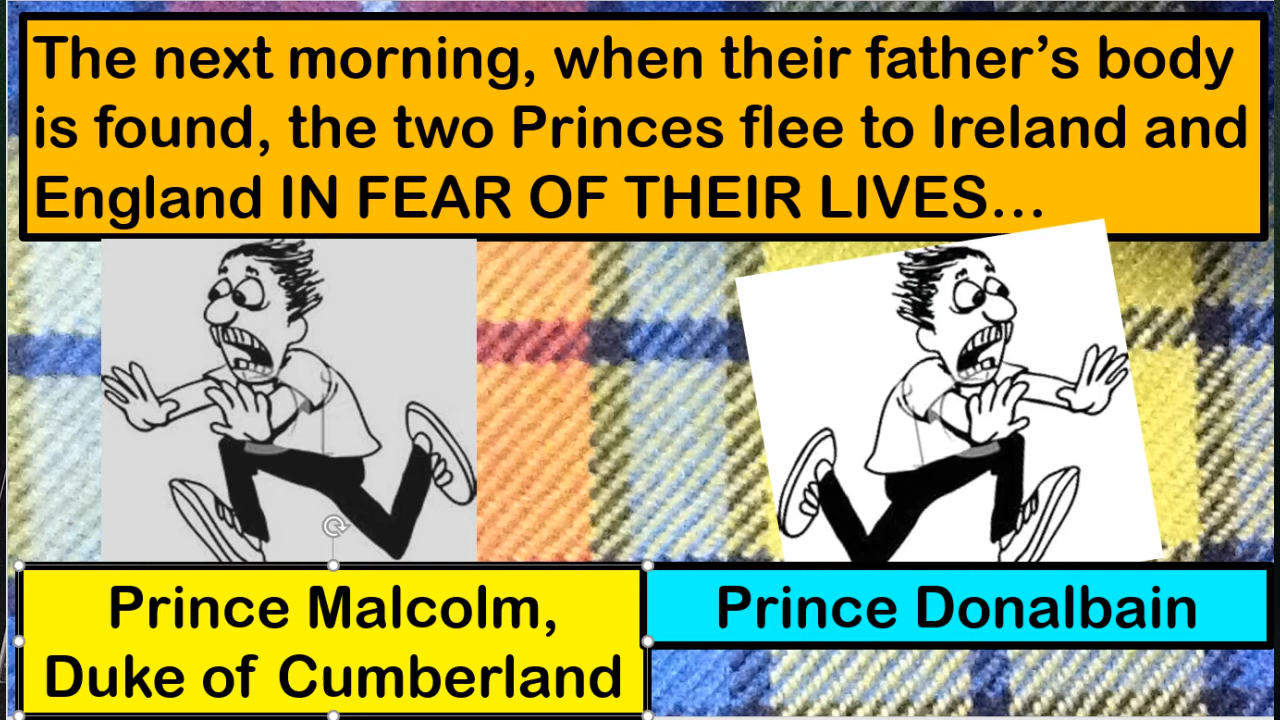 The next morning, when their father’s body
is found, the two Princes flee to Ireland and
England IN FEAR OF THEIR LIVES...
Prince Malcolm,
Duke of Cumberland
Prince Donalbain